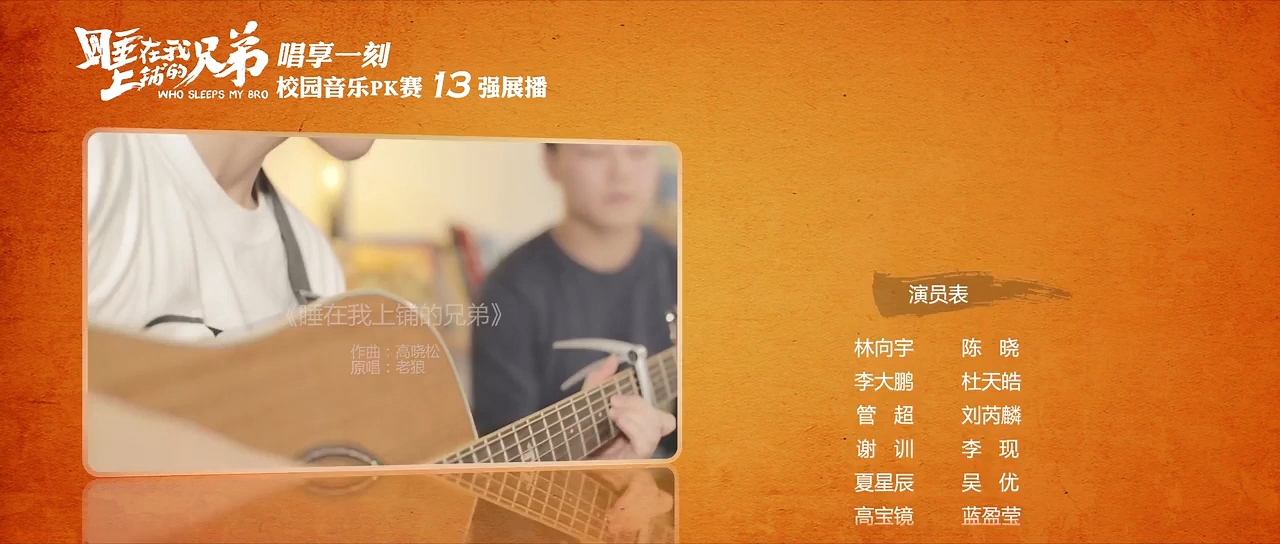 睡在我上铺的兄弟
WHO SLEEPS MY BRO
唱享一刻
校园音乐PK赛 13 强展播
《睡在我上铺的兄弟》
作曲：高晓松
原唱：老狼
演员表
林向宇 陈 晓
李大鹏 杜天皓
管 超 刘芮麟
谢 训 李 现
夏星辰 吴 优
高宝镜 蓝盈莹